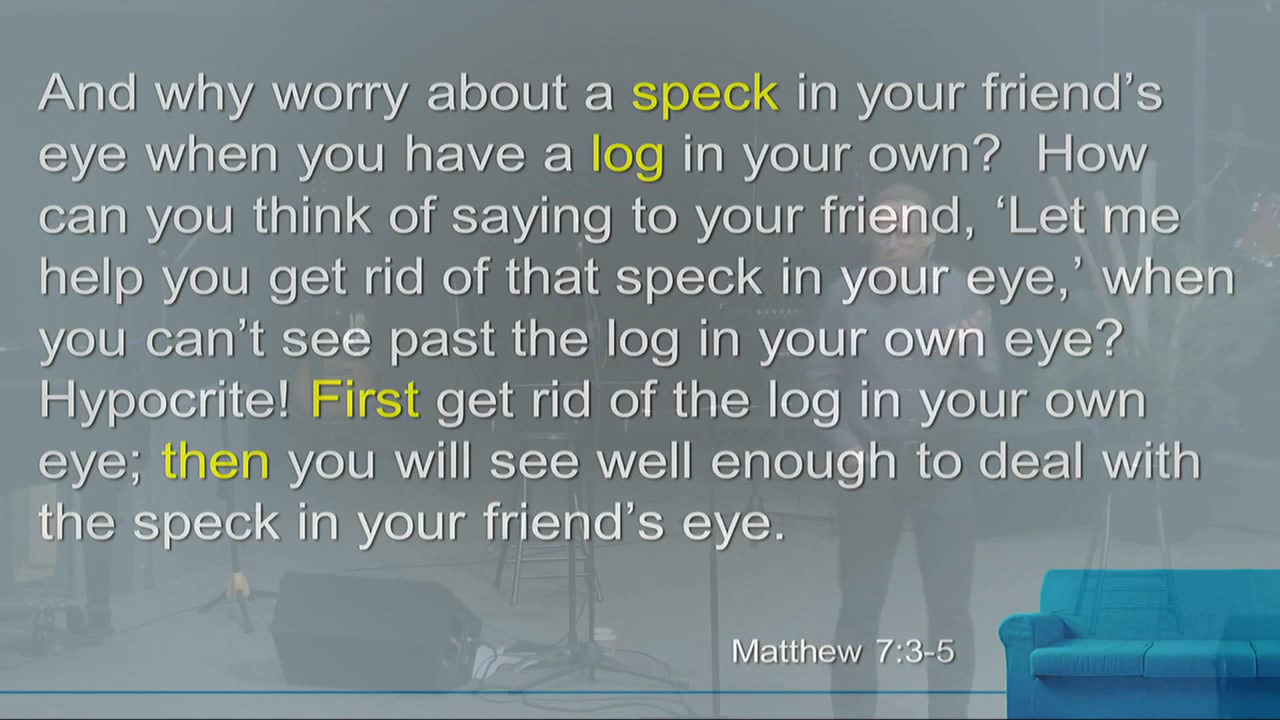 And why worry about a speck in your friend’s
eye when you have a log in your own?  How
can you think of saying to your friend, ‘Let me
help you get rid of that speck in your eye,’ when
you can’t see past the log in your own eye?
Hypocrite! First get rid of the log in your own
eye; then you will see well enough to deal with
the speck in your friend’s eye.
Matthew 7:3-5